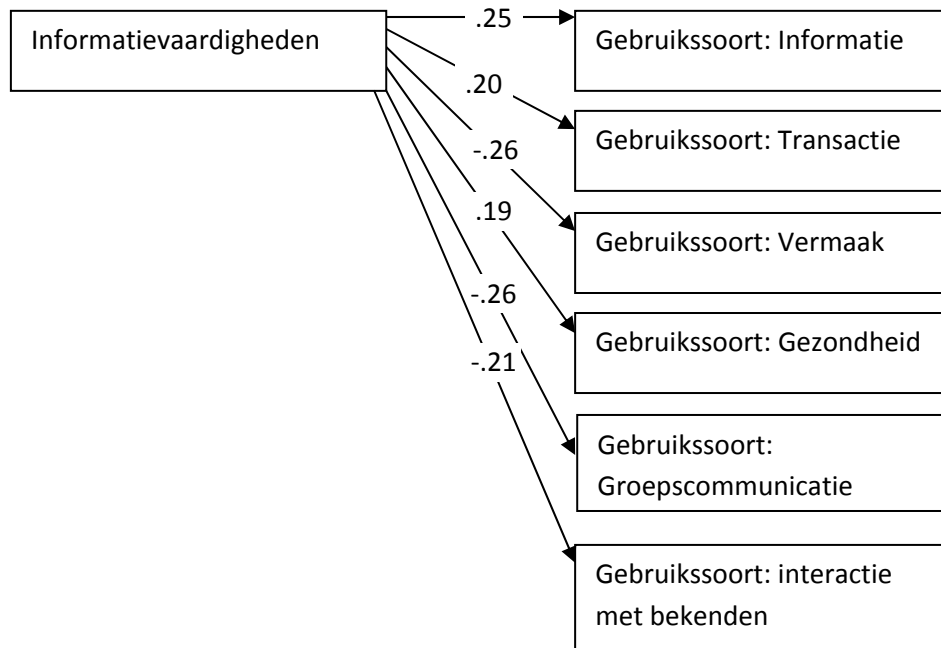 Informatievaardigheden
.25
Gebruikssoort: Informatie
.20
Gebruikssoort: Transactie
-.26
Gebruikssoort: Vermaak
.19
Gebruikssoort: Gezondheid
-.26
Gebruikssoort:
Groepscommunicatie
-.21
Gebruikssoort: interactie
met bekenden